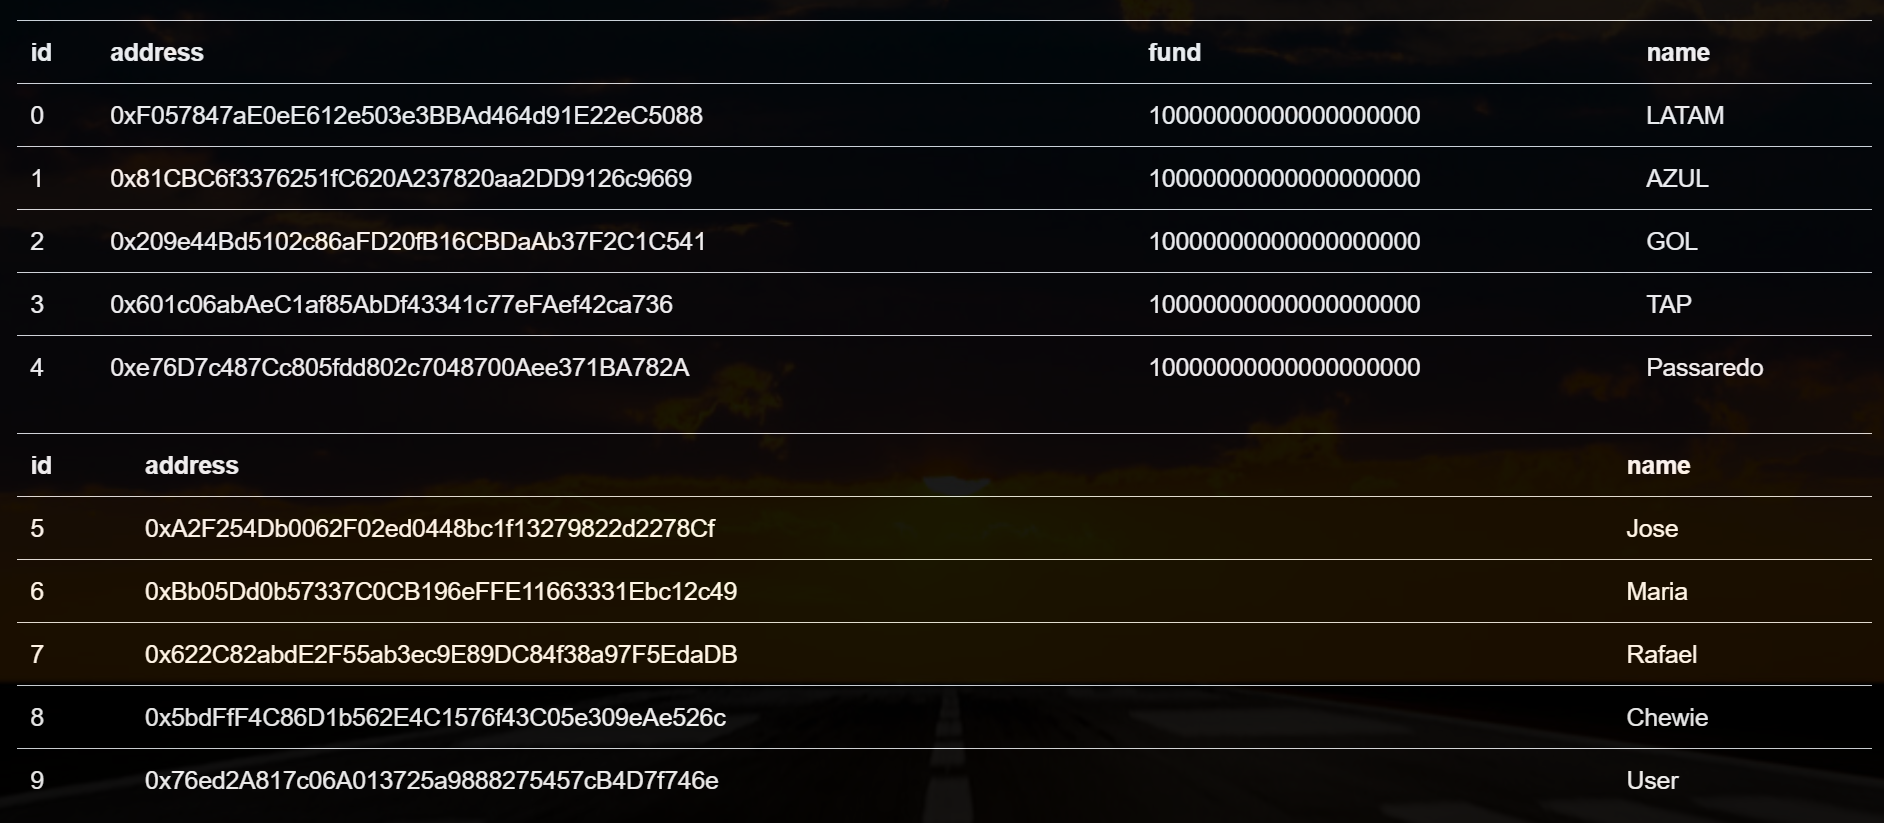 id address fund name
0 0xF057847aE0eE612e503e3BBAd464d91E22eC5088 10000000000000000000 LATAM
1 0x81CBC6f3376251fC620A237820aa2DD9126c9669 10000000000000000000 AZUL
2 0x209e44Bd5102c86aFD20fB16CBDaAb37F2C1C541 10000000000000000000 GOL
3 0x601c06abAeC1af85AbDf43341c77eFAef42ca736 10000000000000000000 TAP
4 0xe76D7c487Cc805fdd802c7048700Aee371BA782A 10000000000000000000 Passaredo
id address name
5 0xA2F254Db0062F02ed0448bc1f13279822d2278Cf Jose
6 0xBb05Dd0b57337C0CB196eFFE11663331Ebc12c49 Maria
7 0x622C82abdE2F55ab3ec9E89DC84f38a97F5EdaDB Rafael
8 0x5bdFfF4C86D1b562E4C1576f43C05e309eAe526c Chewie
9 0x76ed2A817c06A013725a9888275457cB4D7f746e User